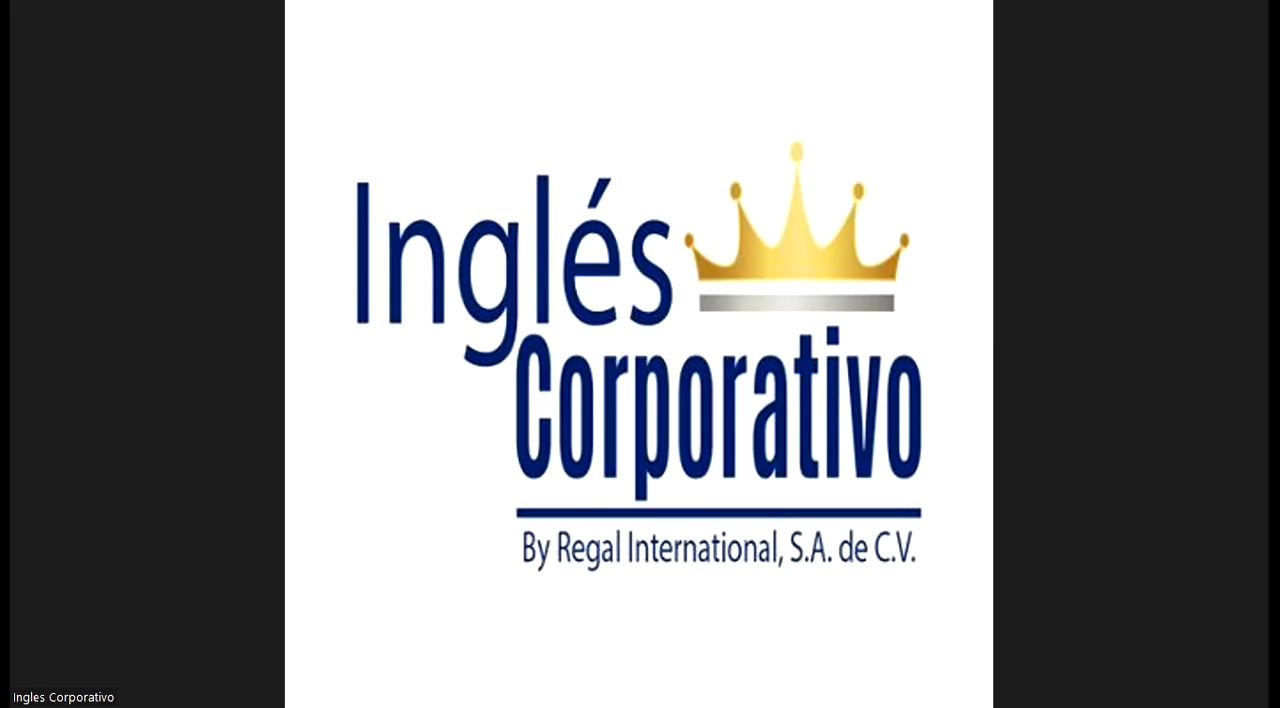 Inglés
Corporativo
By Regal International, S.A. de C.V.
Ingles Corporativo